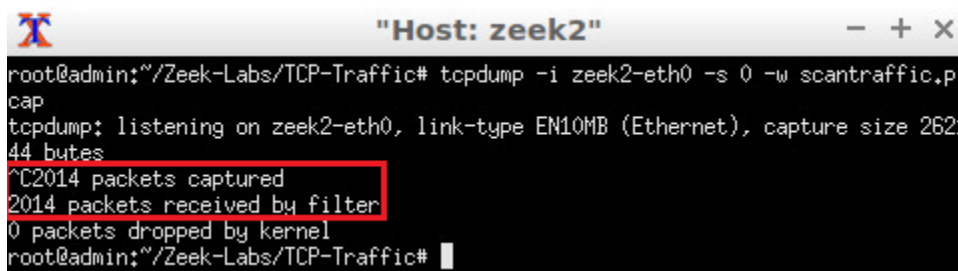 "Host: zeek2"
root@admin:~/Zeek-Labs/TCP-Traffic# tcpdump -i zeek2-eth0 -s 0 -w scantraffic.p
cap
tcpdump: listening on zeek2-eth0, link-type EN10MB (Ethernet), capture size 262
44 bytes
^C2014 packets captured
2014 packets received by filter
0 packets dropped by kernel
root@admin:~/Zeek-Labs/TCP-Traffic#